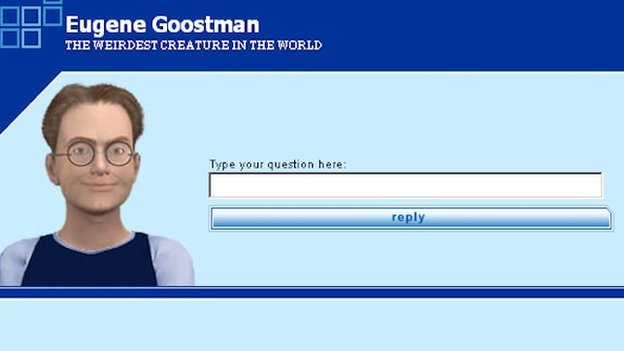 Eugene Goostman
THE WEIRDEST CREATURE IN THE WORLD
Type your question here:
reply